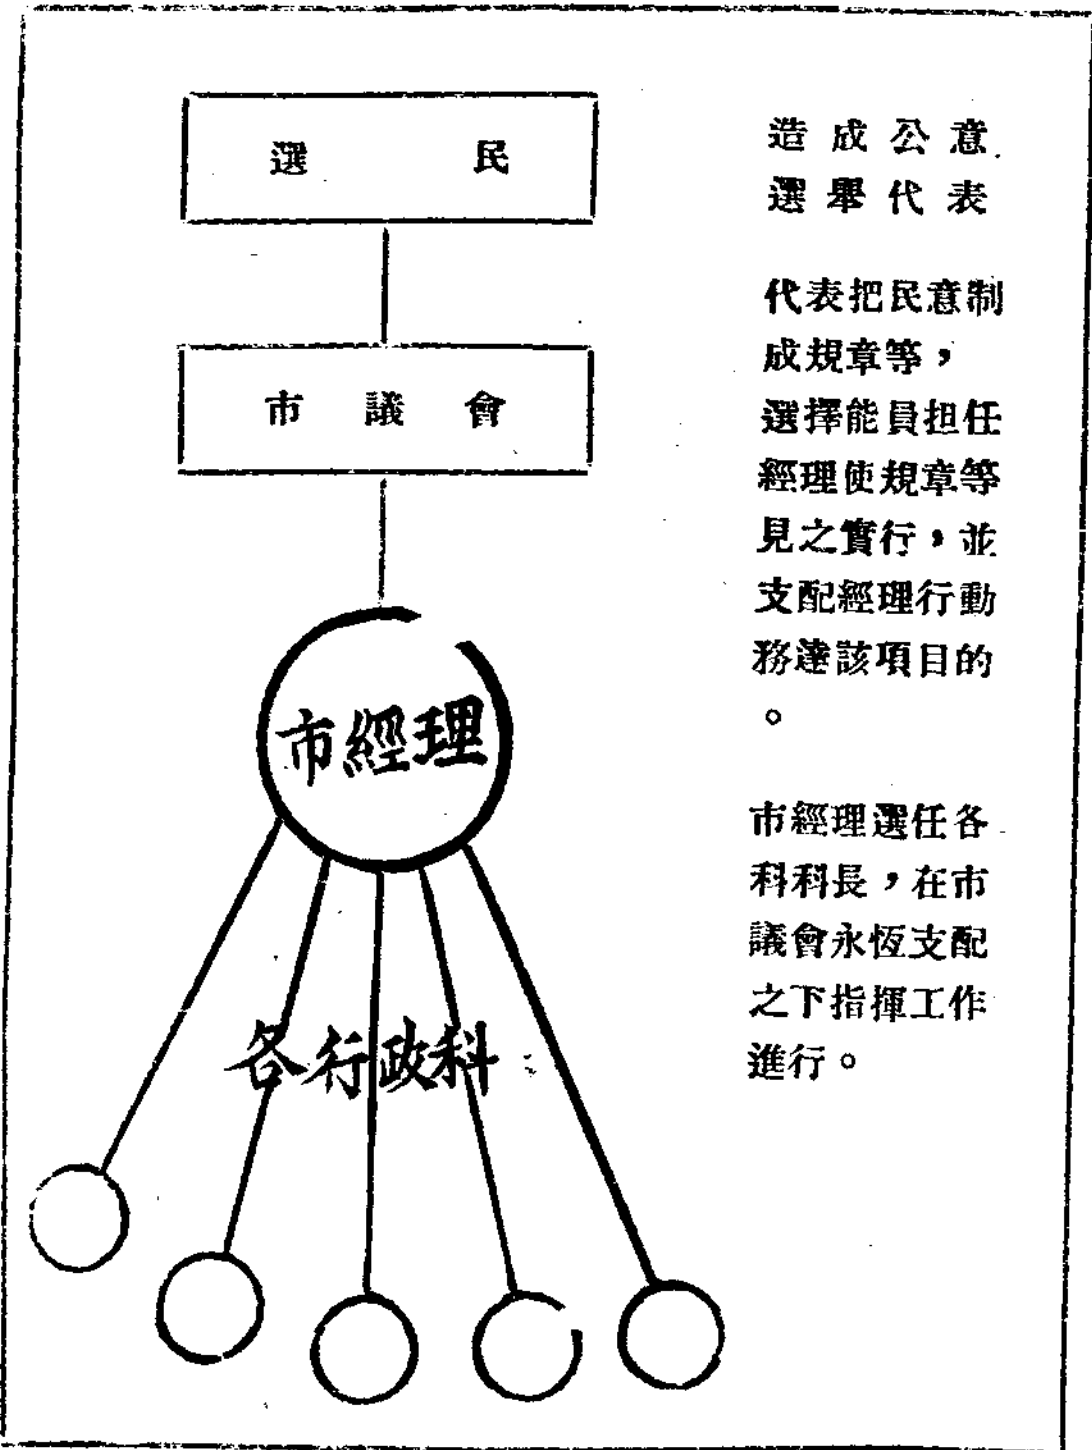 選民
造成公意
選舉代表
市議會
代表把民意制
成規章等，
選擇能員担任
經理使規章等
見之實行，並
支配經理行動
務達該項目的
。
市經理
市經理選任各
科科長，在市
議會永恆支配
之下指揮工作
進行。
各行政科